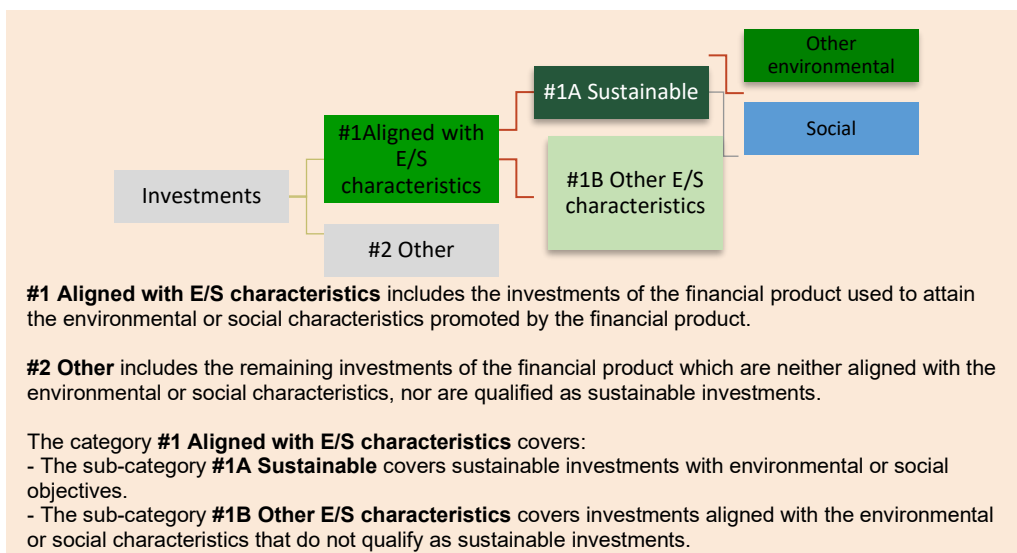 Other
environmental
#1A Sustainable
Social
#1Aligned with
E/S
characteristics
#1B Other E/S
characteristics
Investments
#2 Other
#1 Aligned with E/S characteristics includes the investments of the financial product used to attain
the environmental or social characteristics promoted by the financial product.
#2 Other includes the remaining investments of the financial product which are neither aligned with the
environmental or social characteristics, nor are qualified as sustainable investments.
The category #1 Aligned with E/S characteristics covers:
- The sub-category #1A Sustainable covers sustainable investments with environmental or social
objectives.
- The sub-category #1B Other E/S characteristics covers investments aligned with the environmental
or social characteristics that do not qualify as sustainable investments.